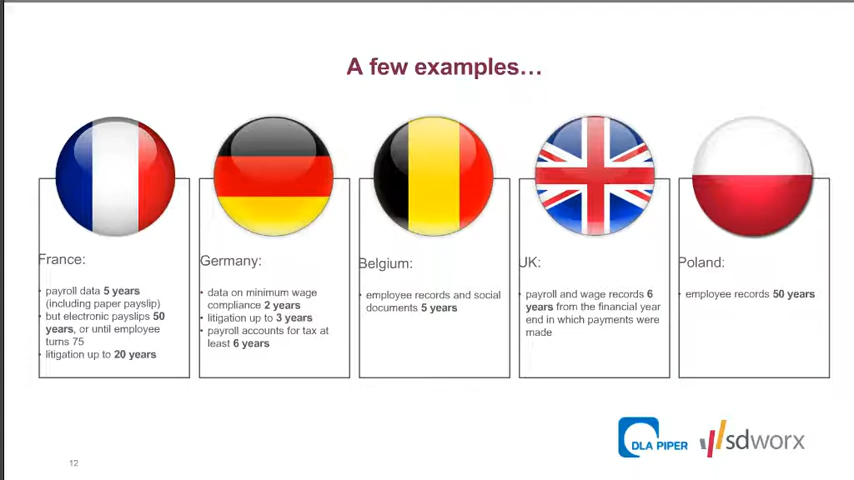 A few examples…
France:
• payroll data 5 years
(including paper payslip)
• but electronic payslips 50
years, or until employee
turns 75
• litigation up to 20 years
Germany:
• data on minimum wage
compliance 2 years
• litigation up to 3 years
• payroll accounts for tax at
least 6 years
Belgium:
• employee records and social
documents 5 years
UK:
• payroll and wage records 6
years from the financial year
end in which payments were
made
Poland:
• employee records 50 years
DLA PIPER
sdworx
12